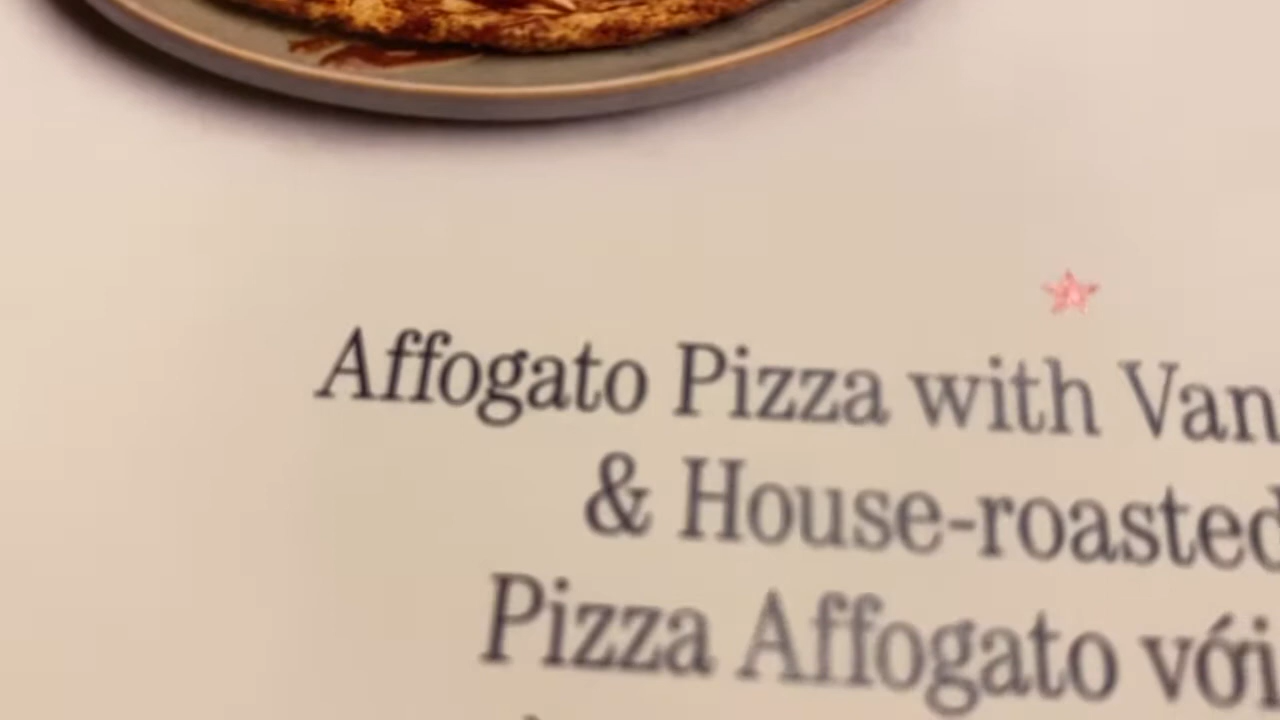 Affogato Pizza with Van
& House-roasted
Pizza Affogato với